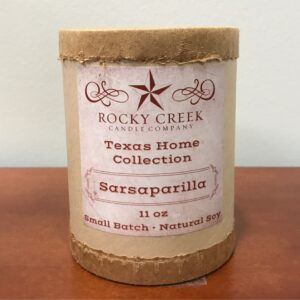 ROCKY CREEK
CANDLE COMPANY
Texas Home
Collection
Sarsaparilla
11 oz
Small Batch • Natural Soy